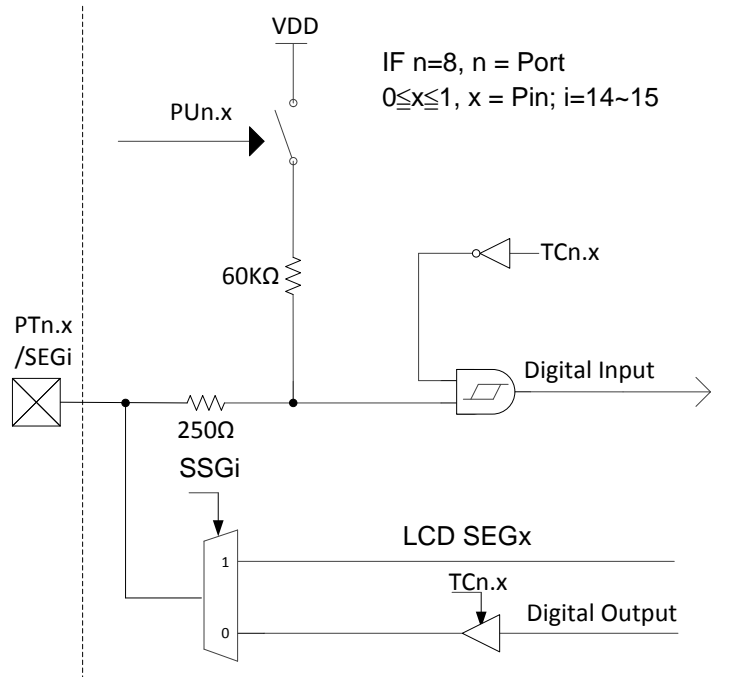 VDD
IF n=8, n = Port
0≦x≦1, x = Pin; i=14~15
PUn.x
TCn.x
60KΩ
PTn.x
/SEGi
Digital Input
250Ω
SSGi
LCD SEGx
1
TCn.x
Digital Output
0